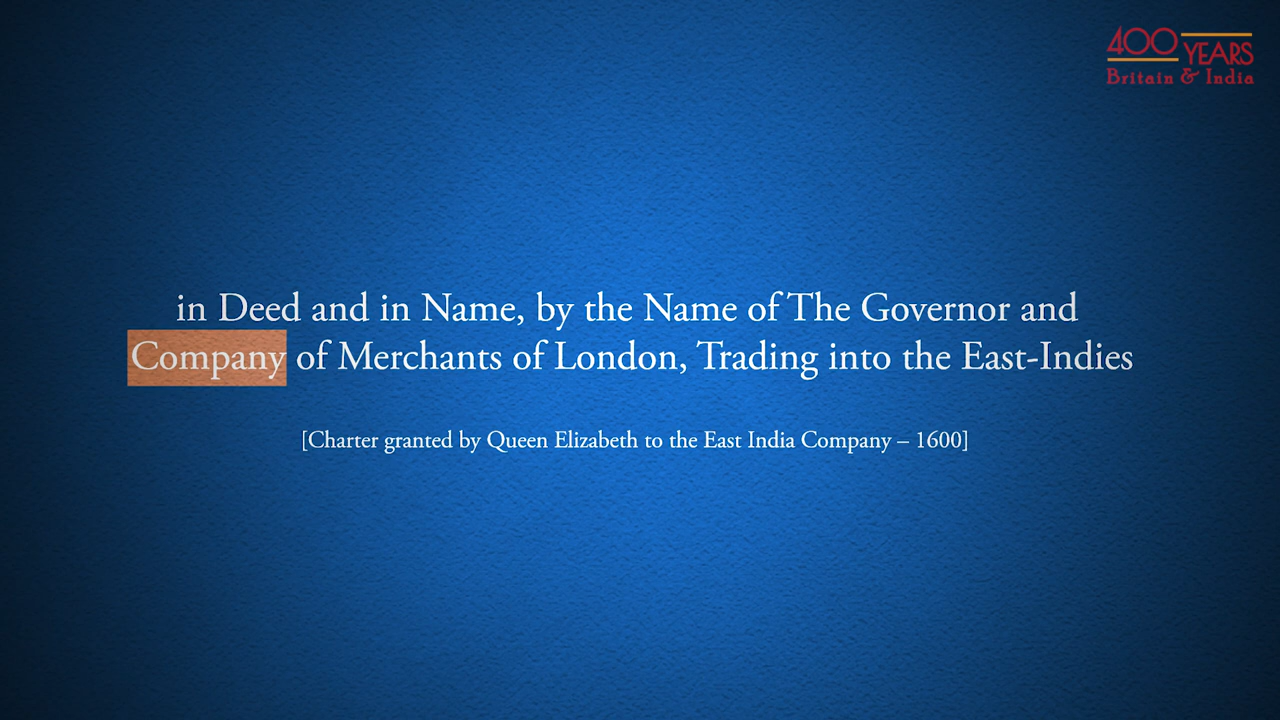 400 YEARS
Britain & India
in Deed and in Name, by the Name of The Governor and
Company of Merchants of London, Trading into the East-Indies
[Charter granted by Queen Elizabeth to the East India Company – 1600]